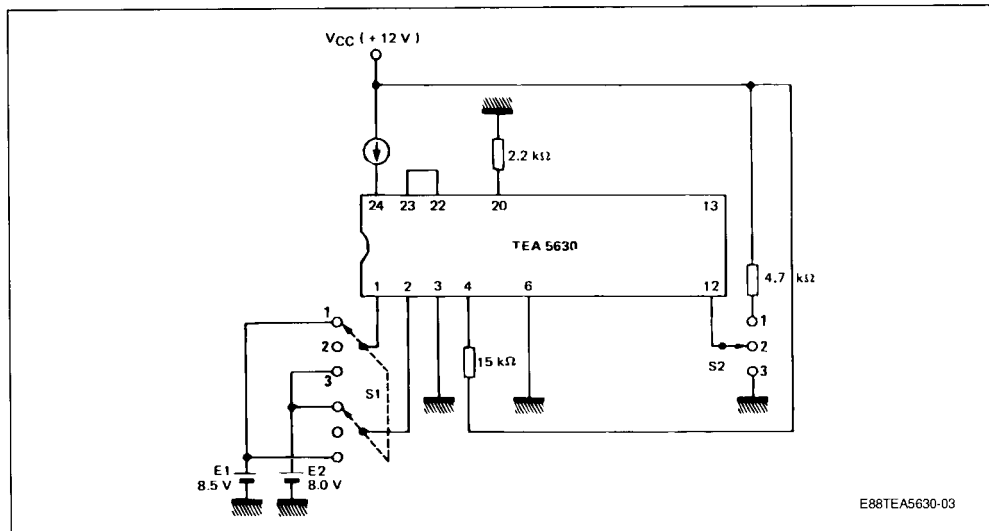 VCC (+12 V)
2.2 kΩ
24 23 22 20 13
TEA 5630
4.7 kΩ
1 2 3 4 6 12
1
2
3
S1
15 kΩ
1
S2 2
3
E1
8.5 V
E2
8.0 V
E88TEA5630-03